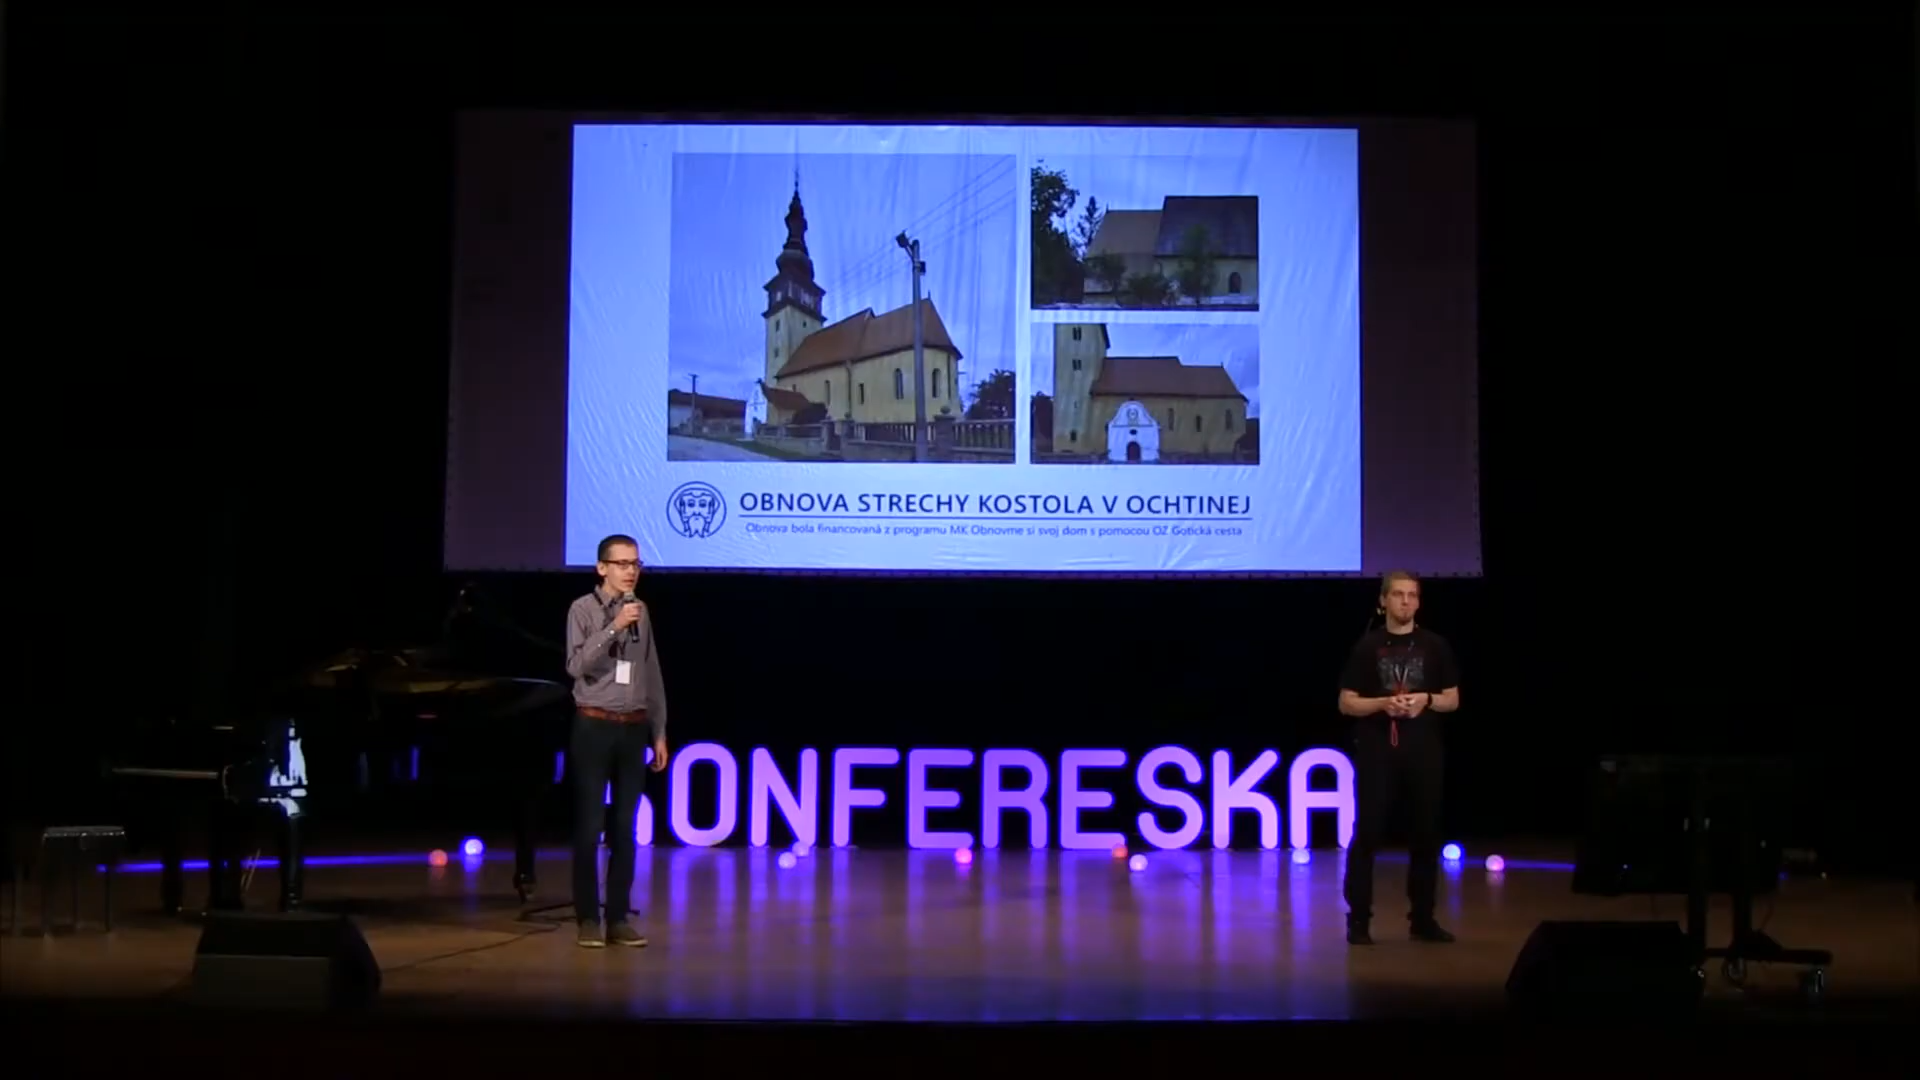 OBNOVA STRECHY KOSTOLA V OCHTINEJ
Obnova bola financovaná z programu MK Obnovme si svoj dom s pomocou OZ Gotická cesta
KONFERESKA